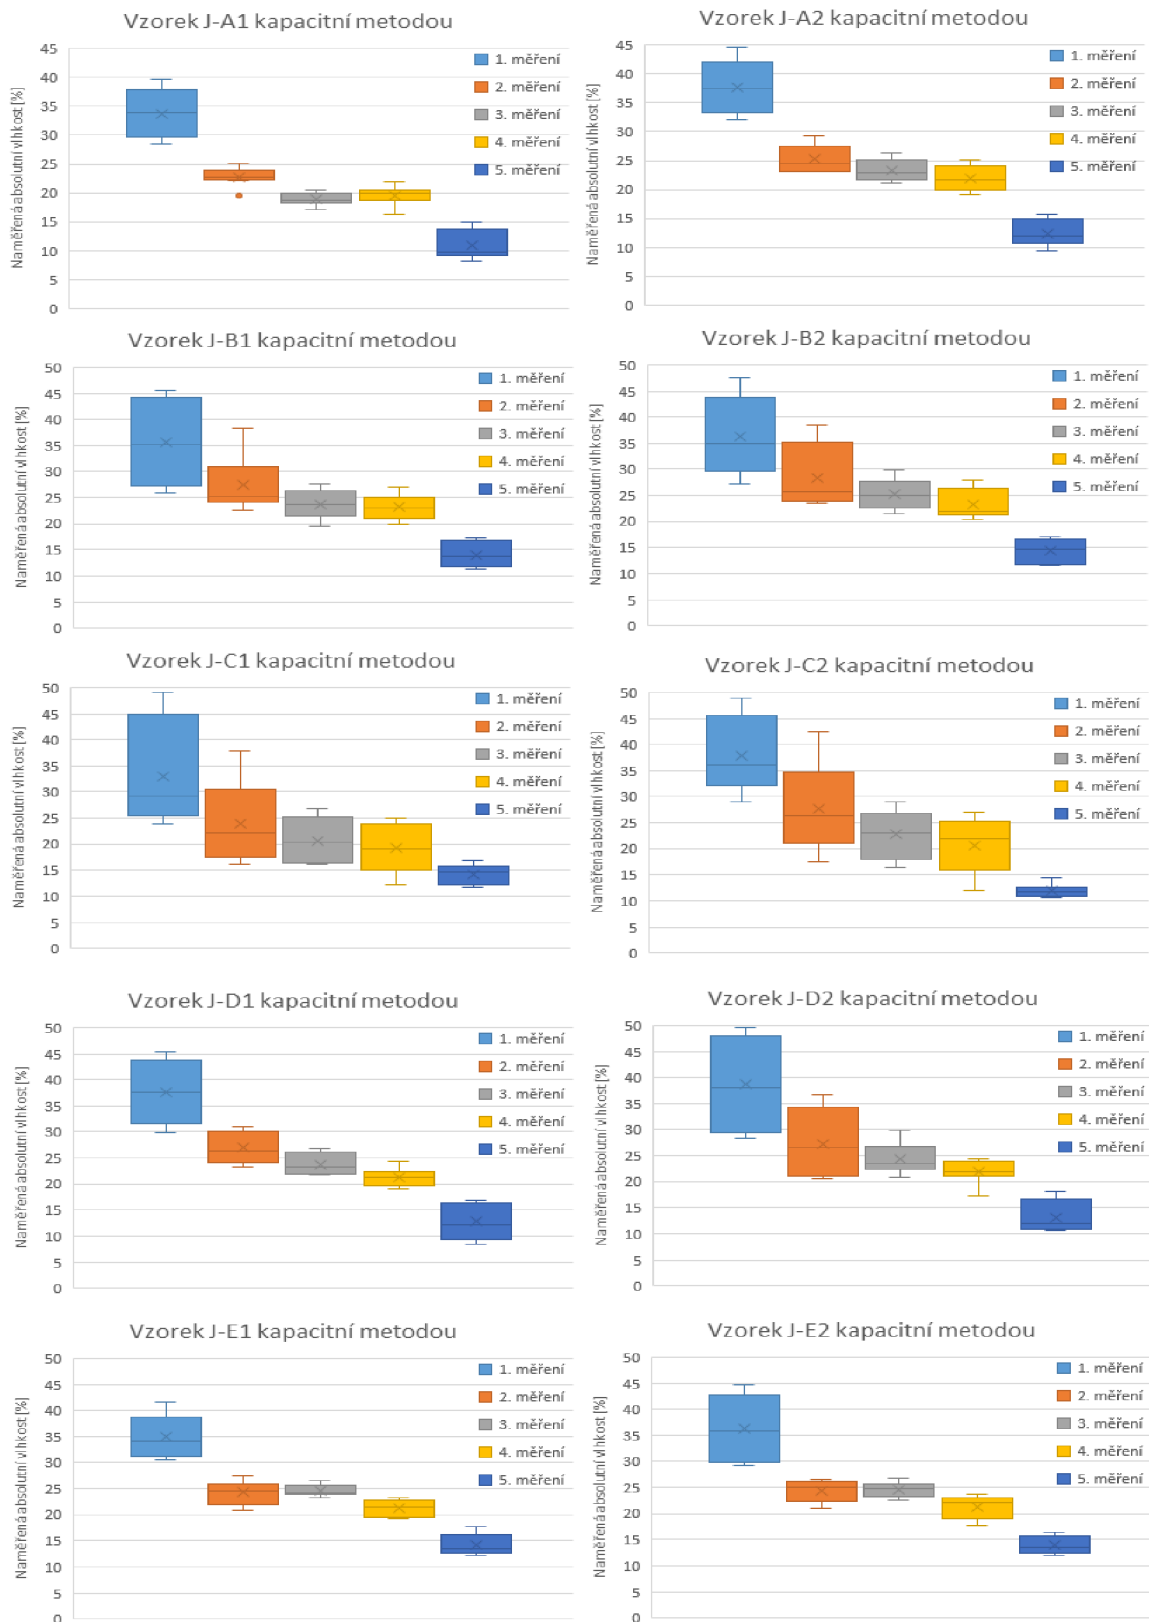 Vzorek J-A1 kapacitní metodou
Naměřená absolutní vlhkost [%]
45
40
35
30
25
20
15
10
5
0
1. měření
2. měření
3. měření
4. měření
5. měření
Vzorek J-A2 kapacitní metodou
Naměřená absolutní vlhkost [%]
45
40
35
30
25
20
15
10
5
0
1. měření
2. měření
3. měření
4. měření
5. měření
Vzorek J-B1 kapacitní metodou
Naměřená absolutní vlhkost [%]
50
45
40
35
30
25
20
15
10
5
0
1. měření
2. měření
3. měření
4. měření
5. měření
Vzorek J-B2 kapacitní metodou
Naměřená absolutní vlhkost [%]
50
45
40
35
30
25
20
15
10
5
0
1. měření
2. měření
3. měření
4. měření
5. měření
Vzorek J-C1 kapacitní metodou
Naměřená absolutní vlhkost [%]
50
45
40
35
30
25
20
15
10
5
0
1. měření
2. měření
3. měření
4. měření
5. měření
Vzorek J-C2 kapacitní metodou
Naměřená absolutní vlhkost [%]
50
45
40
35
30
25
20
15
10
5
0
1. měření
2. měření
3. měření
4. měření
5. měření
Vzorek J-D1 kapacitní metodou
Naměřená absolutní vlhkost [%]
50
45
40
35
30
25
20
15
10
5
0
1. měření
2. měření
3. měření
4. měření
5. měření
Vzorek J-D2 kapacitní metodou
Naměřená absolutní vlhkost [%]
50
45
40
35
30
25
20
15
10
5
0
1. měření
2. měření
3. měření
4. měření
5. měření
Vzorek J-E1 kapacitní metodou
Naměřená absolutní vlhkost [%]
50
45
40
35
30
25
20
15
10
5
0
1. měření
2. měření
3. měření
4. měření
5. měření
Vzorek J-E2 kapacitní metodou
Naměřená absolutní vlhkost [%]
50
45
40
35
30
25
20
15
10
5
0
1. měření
2. měření
3. měření
4. měření
5. měření